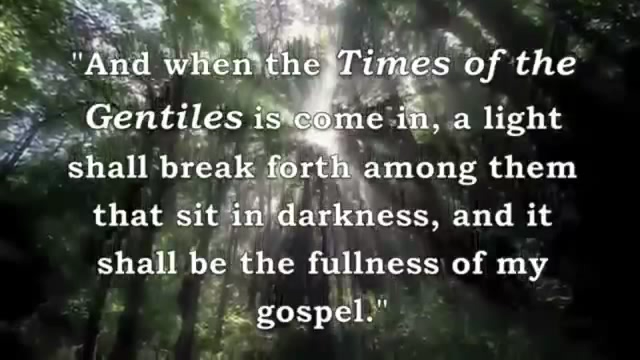 "And when the Times of the
Gentiles is come in, a light
shall break forth among them
that sit in darkness, and it
shall be the fullness of my
gospel."